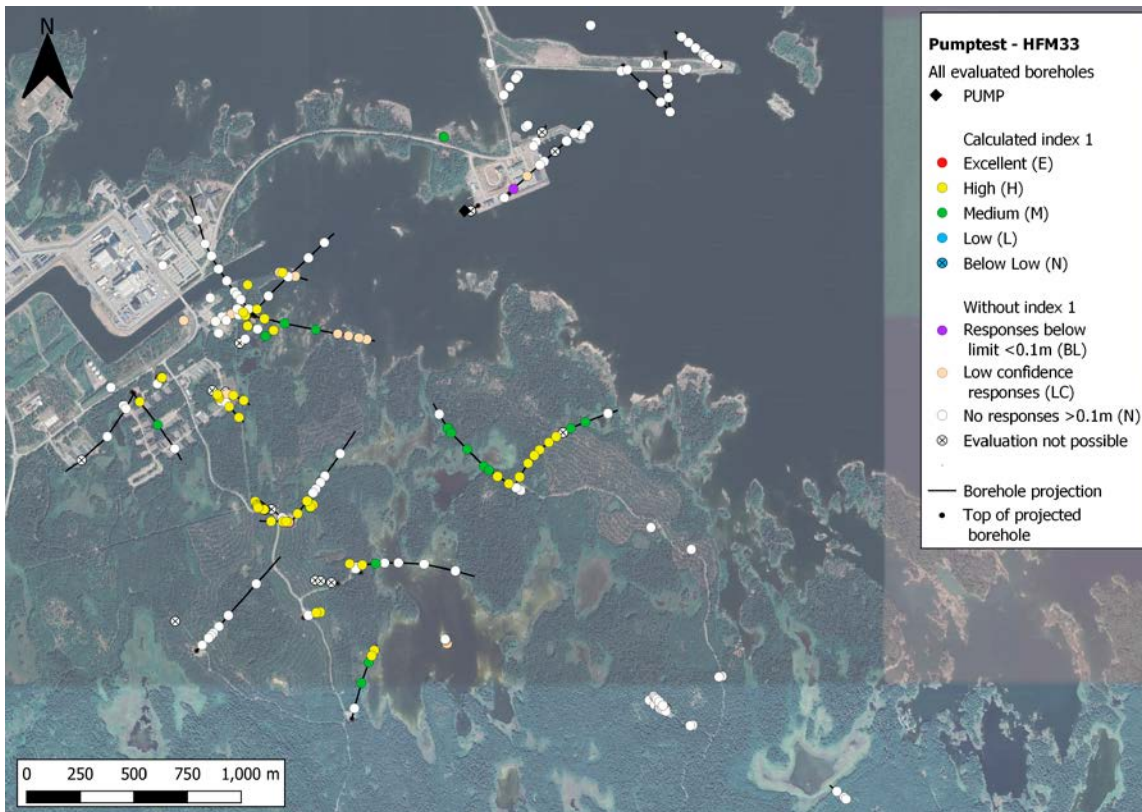 N
Pumptest - HFM33
All evaluated boreholes
PUMP
Calculated index 1
Excellent (E)
High (H)
Medium (M)
Low (L)
Below Low (N)
Without index 1
Responses below
limit <0.1m (BL)
Low confidence
responses (LC)
No responses >0.1m (N)
Evaluation not possible
Borehole projection
Top of projected
borehole
0 250 500 750 1,000 m